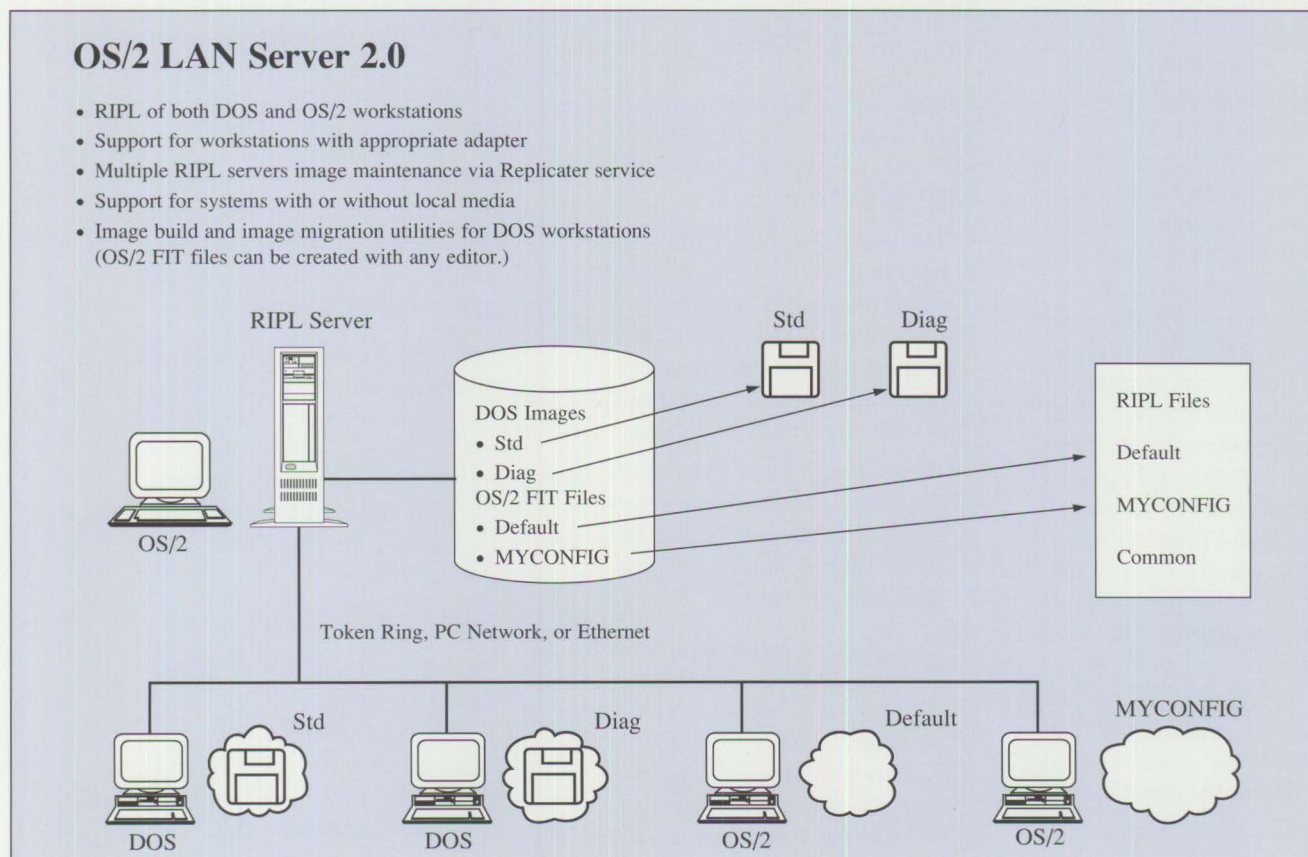 OS/2 LAN Server 2.0
• RIPL of both DOS and OS/2 workstations
• Support for workstations with appropriate adapter
• Multiple RIPL servers image maintenance via Replicater service
• Support for systems with or without local media
• Image build and image migration utilities for DOS workstations
(OS/2 FIT files can be created with any editor.)
RIPL Server
Std
Diag
OS/2
DOS Images
• Std
• Diag
OS/2 FIT Files
• Default
• MYCONFIG
RIPL Files
Default
MYCONFIG
Common
Token Ring, PC Network, or Ethernet
Std
Diag
Default
MYCONFIG
DOS
DOS
OS/2
OS/2